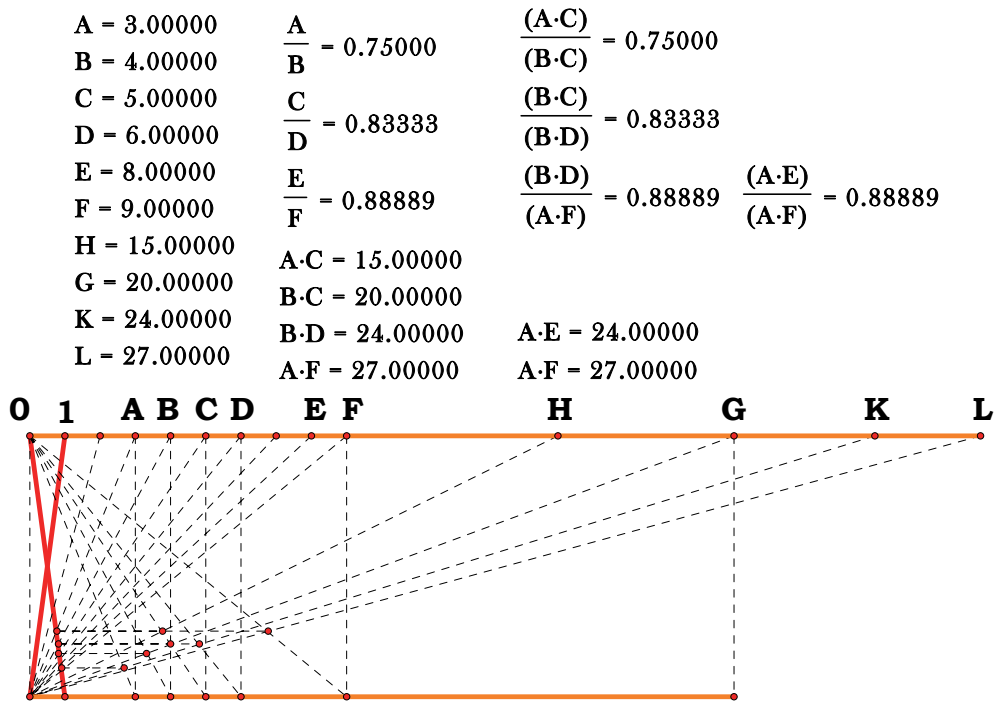 A = 3.00000
B = 4.00000
C = 5.00000
D = 6.00000
E = 8.00000
F = 9.00000
H = 15.00000
G = 20.00000
K = 24.00000
L = 27.00000
A
B = 0.75000
C
D = 0.83333
E
F = 0.88889
A·C = 15.00000
B·C = 20.00000
B·D = 24.00000
A·F = 27.00000
(A·C)
(B·C) = 0.75000
(B·C)
(B·D) = 0.83333
(B·D)
(A·F) = 0.88889
(A·E)
(A·F) = 0.88889
A·E = 24.00000
A·F = 27.00000
0 1 A B C D E F H G K L